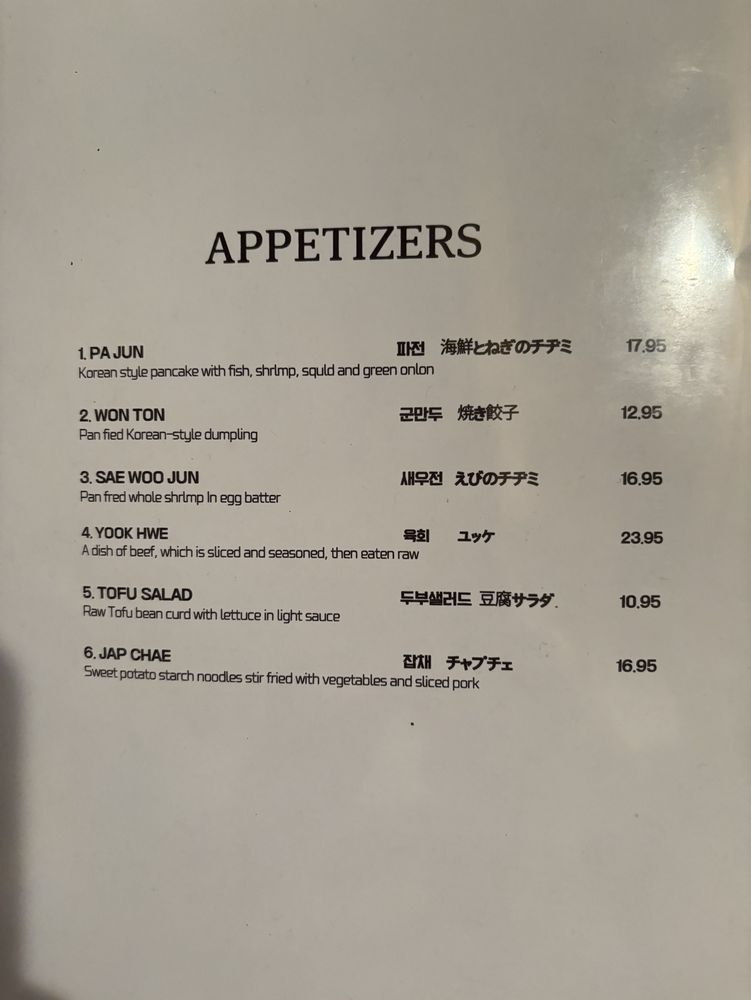 APPETIZERS
1. PA JUN 파전 海鮮とねぎのチヂミ 17.95
Korean style pancake with fish, shrlmp, squld and green onlon
2. WON TON 군만두 焼き餃子 12.95
Pan fied Korean-style dumpling
3. SAE WOO JUN 새우전 えびのチヂミ 16.95
Pan fred whole shrlmp ln egg batter
4. YOOK HWE 육회 ユッケ 23.95
A dish of beef, which is sliced and seasoned, then eaten raw
5. TOFU SALAD 두부샐러드 豆腐サラダ. 10.95
Raw Tofu bean curd with lettuce in light sauce
6. JAP CHAE 잡채 チャプチェ 16.95
Sweet potato starch noodles stir fried with vegetables and sliced pork